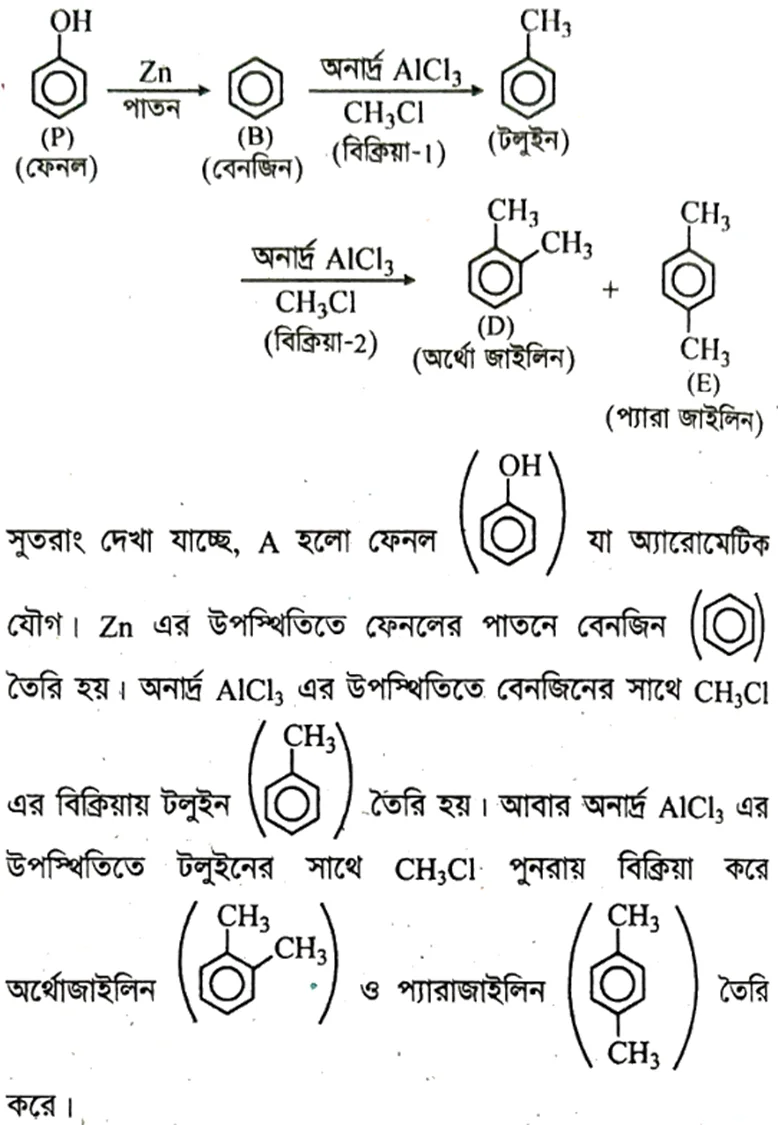 OH
Zn
পাতন
(P)
(ফেনল)
(B)
(বেনজিন)
অনার্দ্র AlCl3
CH3Cl
(বিক্রিয়া-1)
CH3
(টলুইন)
অনার্দ্র AlCl3
CH3Cl
(বিক্রিয়া-2)
CH3
CH3
(D)
(অর্থো জাইলিন)
+
CH3
CH3
(E)
(প্যারা জাইলিন)
সুতরাং দেখা যাচ্ছে, A হলো ফেনল (OH) যা অ্যারোমেটিক
যৌগ। Zn এর উপস্থিতিতে ফেনলের পাতনে বেনজিন ( )
তৈরি হয়। অনার্দ্র AlCl3 এর উপস্থিতিতে বেনজিনের সাথে CH3Cl
এর বিক্রিয়ায় টলুইন (CH3) তৈরি হয়। আবার অনার্দ্র AlCl3 এর
উপস্থিতিতে টলুইনের সাথে CH3Cl পুনরায় বিক্রিয়া করে
অর্থোজাইলিন (CH3 CH3) ও প্যারাজাইলিন (CH3 CH3) তৈরি
করে।